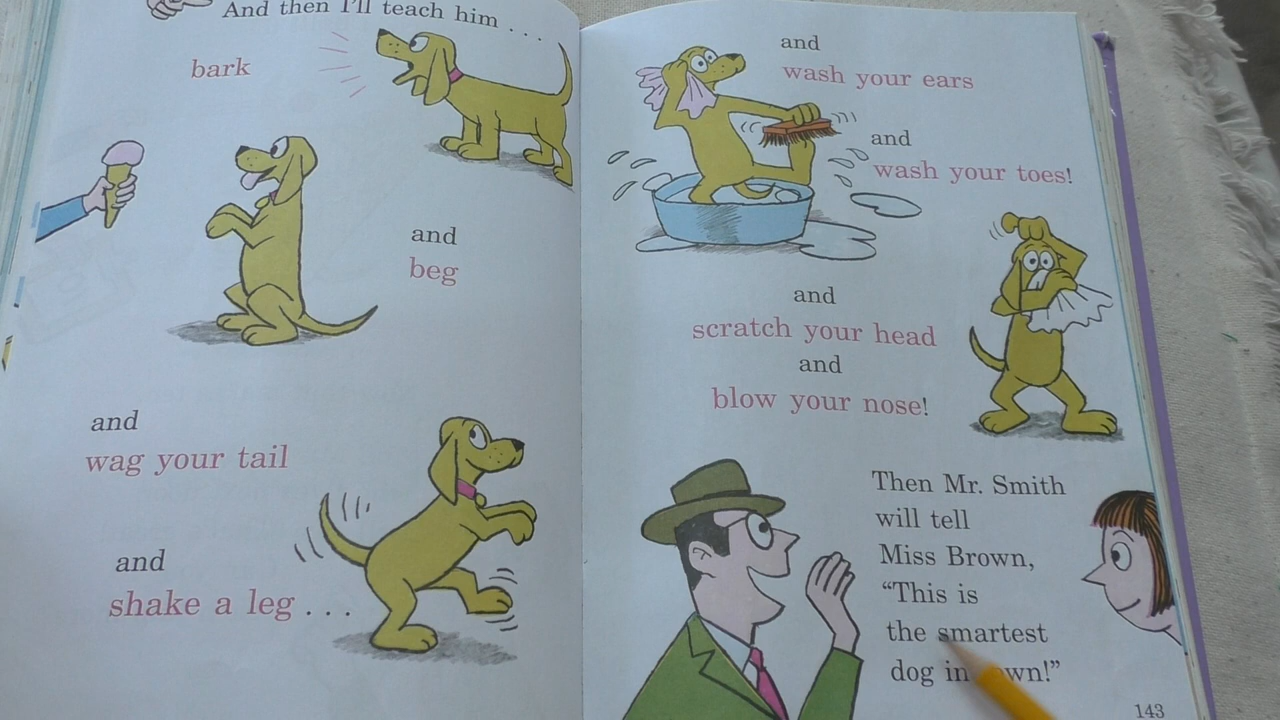 And then I'll teach him . . .
bark
and
beg
and
wag your tail
and
shake a leg . . .
and
wash your ears
and
wash your toes!
and
scratch your head
and
blow your nose!
Then Mr. Smith
will tell
Miss Brown,
“This is
the smartest
dog in
143